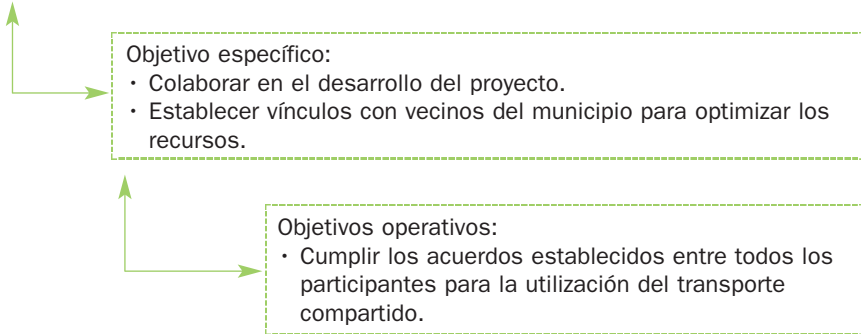 Objetivo específico:
· Colaborar en el desarrollo del proyecto.
· Establecer vínculos con vecinos del municipio para optimizar los
recursos.
Objetivos operativos:
· Cumplir los acuerdos establecidos entre todos los
participantes para la utilización del transporte
compartido.